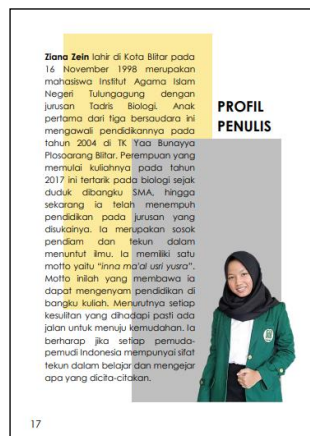 Ziana Zein lahir di Kota Blitar pada
16 November 1998 merupakan
mahasiswa Institut Agama Islam
Negeri Tulungagung dengan
jurusan Tadris Biologi. Anak
pertama dari tiga bersaudara ini
mengawali pendidikannya pada
tahun 2004 di TK Yaa Bunayya
Plosoarang Blitar. Perempuan yang
memulai kuliahnya pada tahun
2017 ini tertarik pada biologi sejak
duduk dibangku SMA, hingga
sekarang ia telah menempuh
pendidikan pada jurusan yang
disukainya. Ia merupakan sosok
pendiam dan tekun dalam
menuntut ilmu. Ia memiliki satu
motto yaitu "inna ma'al usri yusra".
Motto inilah yang membawa ia
dapat mengenyam pendidikan di
bangku kuliah. Menurutnya setiap
kesulitan yang dihadapi pasti ada
jalan untuk menuju kemudahan. Ia
berharap jika setiap pemuda-
pemudi Indonesia mempunyai sifat
tekun dalam belajar dan mengejar
apa yang dicita-citakan.
PROFIL
PENULIS
17